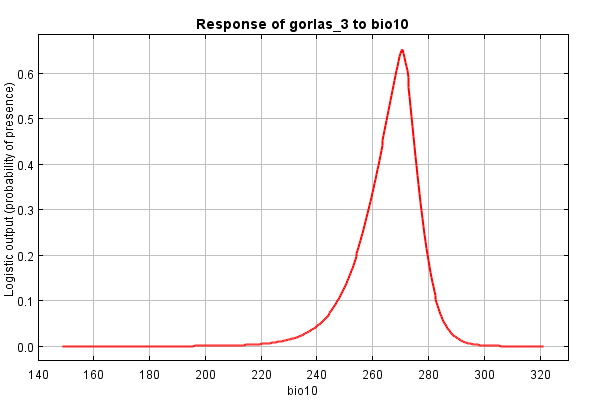 Response of gorlas_3 to bio10
Logistic output (probability of presence)
0.6
0.5
0.4
0.3
0.2
0.1
0.0
140 160 180 200 220 240 260 280 300 320
bio10